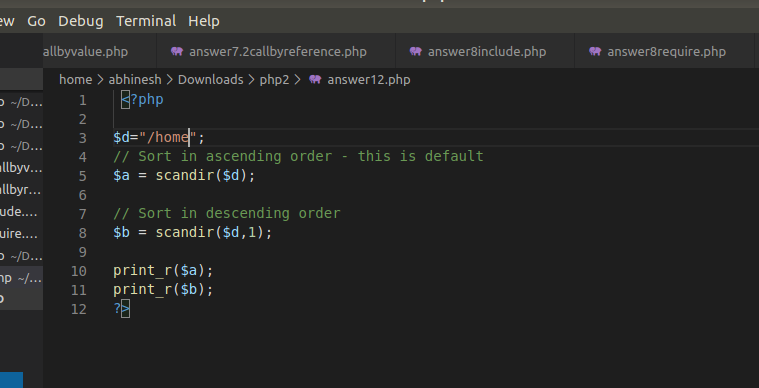 ew Go Debug Terminal Help
allbyvalue.php answer7.2callbyreference.php answer8include.php answer8require.php
home > abhinesh > Downloads > php2 > answer12.php
1 <?php
2
3 $d="/home";
4 // Sort in ascending order - this is default
5 $a = scandir($d);
6
7 // Sort in descending order
8 $b = scandir($d,1);
9
10 print_r($a);
11 print_r($b);
12 ?>
p ~/D...
p ~/D...
p ~/D...
allbyv...
allbyr...
ude....
uire....
p ~/D...
np ~/...